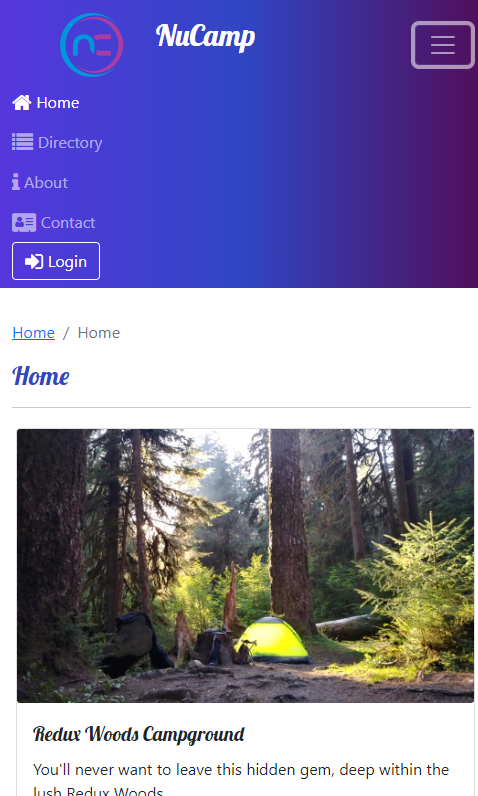 NuCamp
Home
Directory
About
Contact
Login
Home / Home
Home
Redux Woods Campground
You'll never want to leave this hidden gem, deep within the
lush Redux Woods.